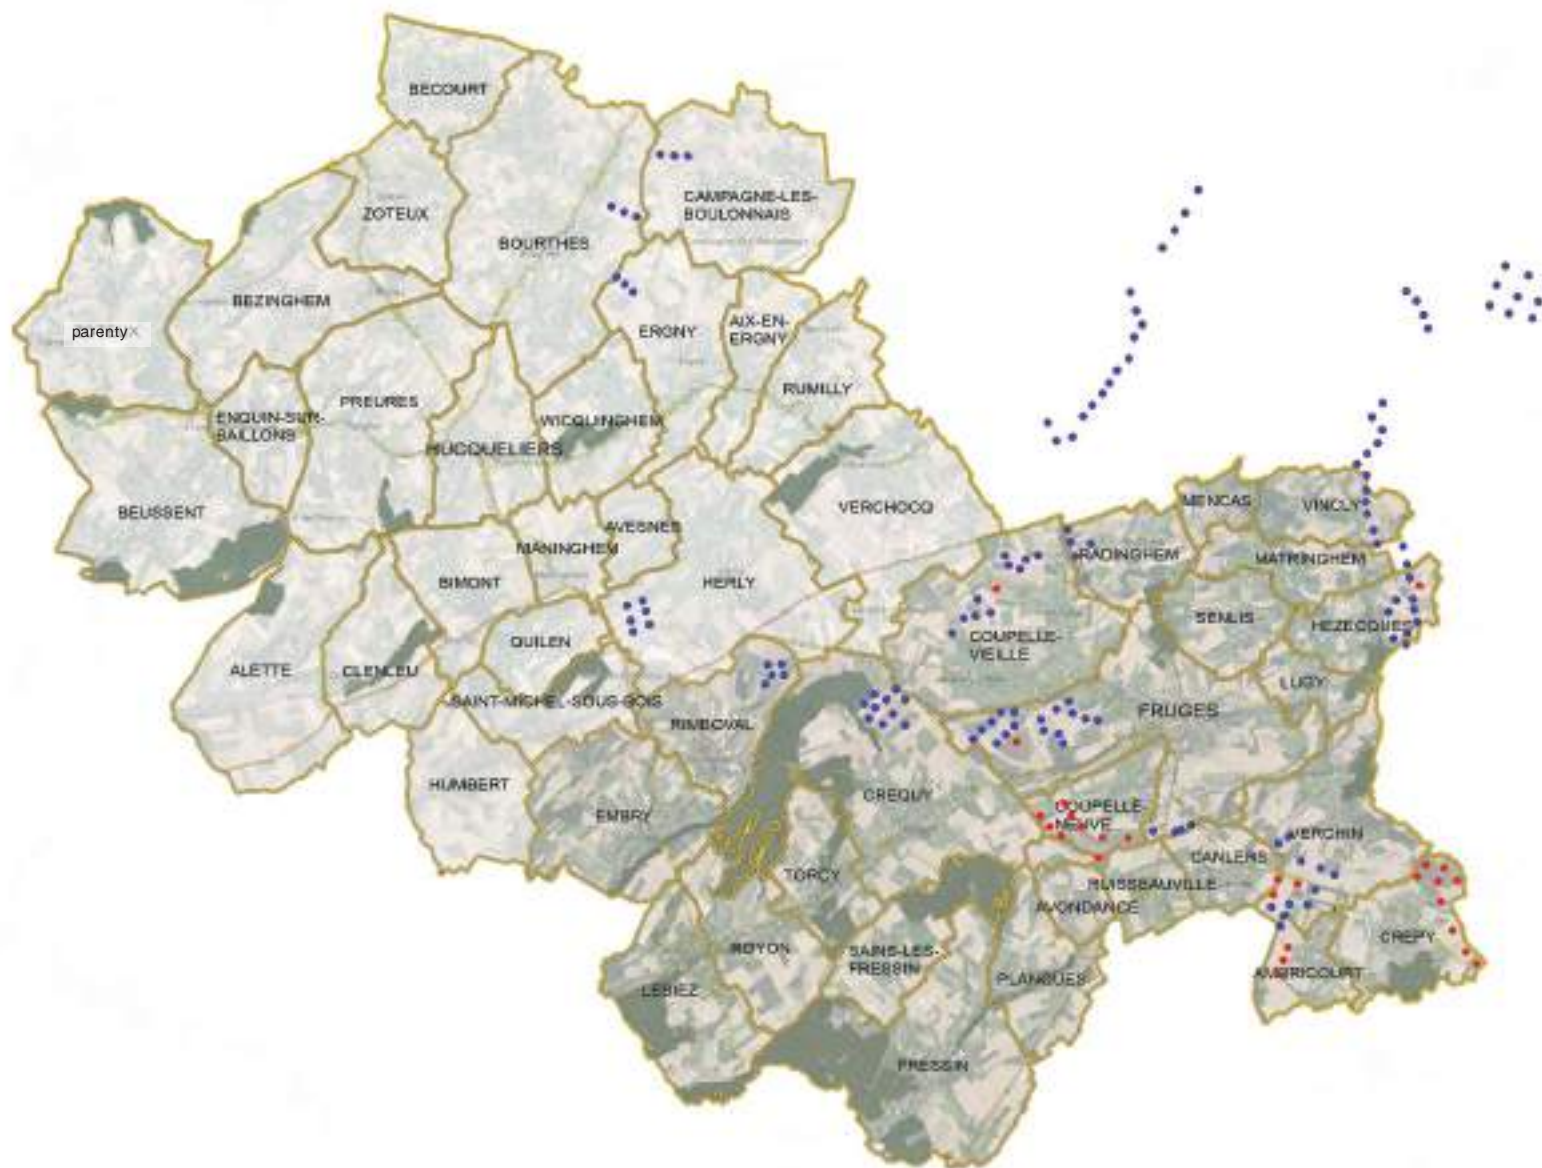 BECOURT
CAMPAGNE-LES-
BOULONNAIS
ZOTEUX
BOURTHES
BEZINGHEM
parenty
ERGNY
AIX-EN-
ERGNY
RUMILLY
PREURES
ENQUIN-SUR-
BAILLONS
WICQUINGHEM
HUCQUELIERS
BEUSSENT
VERCHOCQ
MENCAS
VINCLY
AVESNES
MANINGHEM
BIMONT
HERLY
RADINGHEM
MATRINGHEM
SENLIS
HEZECQUES
QUILEN
COUPELLE-
VIEILLE
ALETTE
CLENLEU
LUGY
SAINT-MICHEL-SOUS-BOIS
RIMBOVAL
FRUGES
HUMBERT
EMBRY
CREQUY
COUPELLE-
NEUVE
VERCHIN
CANLERS
TORCY
RUISSEAUVILLE
AVONDANCE
ROYON
SAINS-LES-
FRESSIN
CREPY
AMBRICOURT
LEBIEZ
PLANQUES
FRESSIN